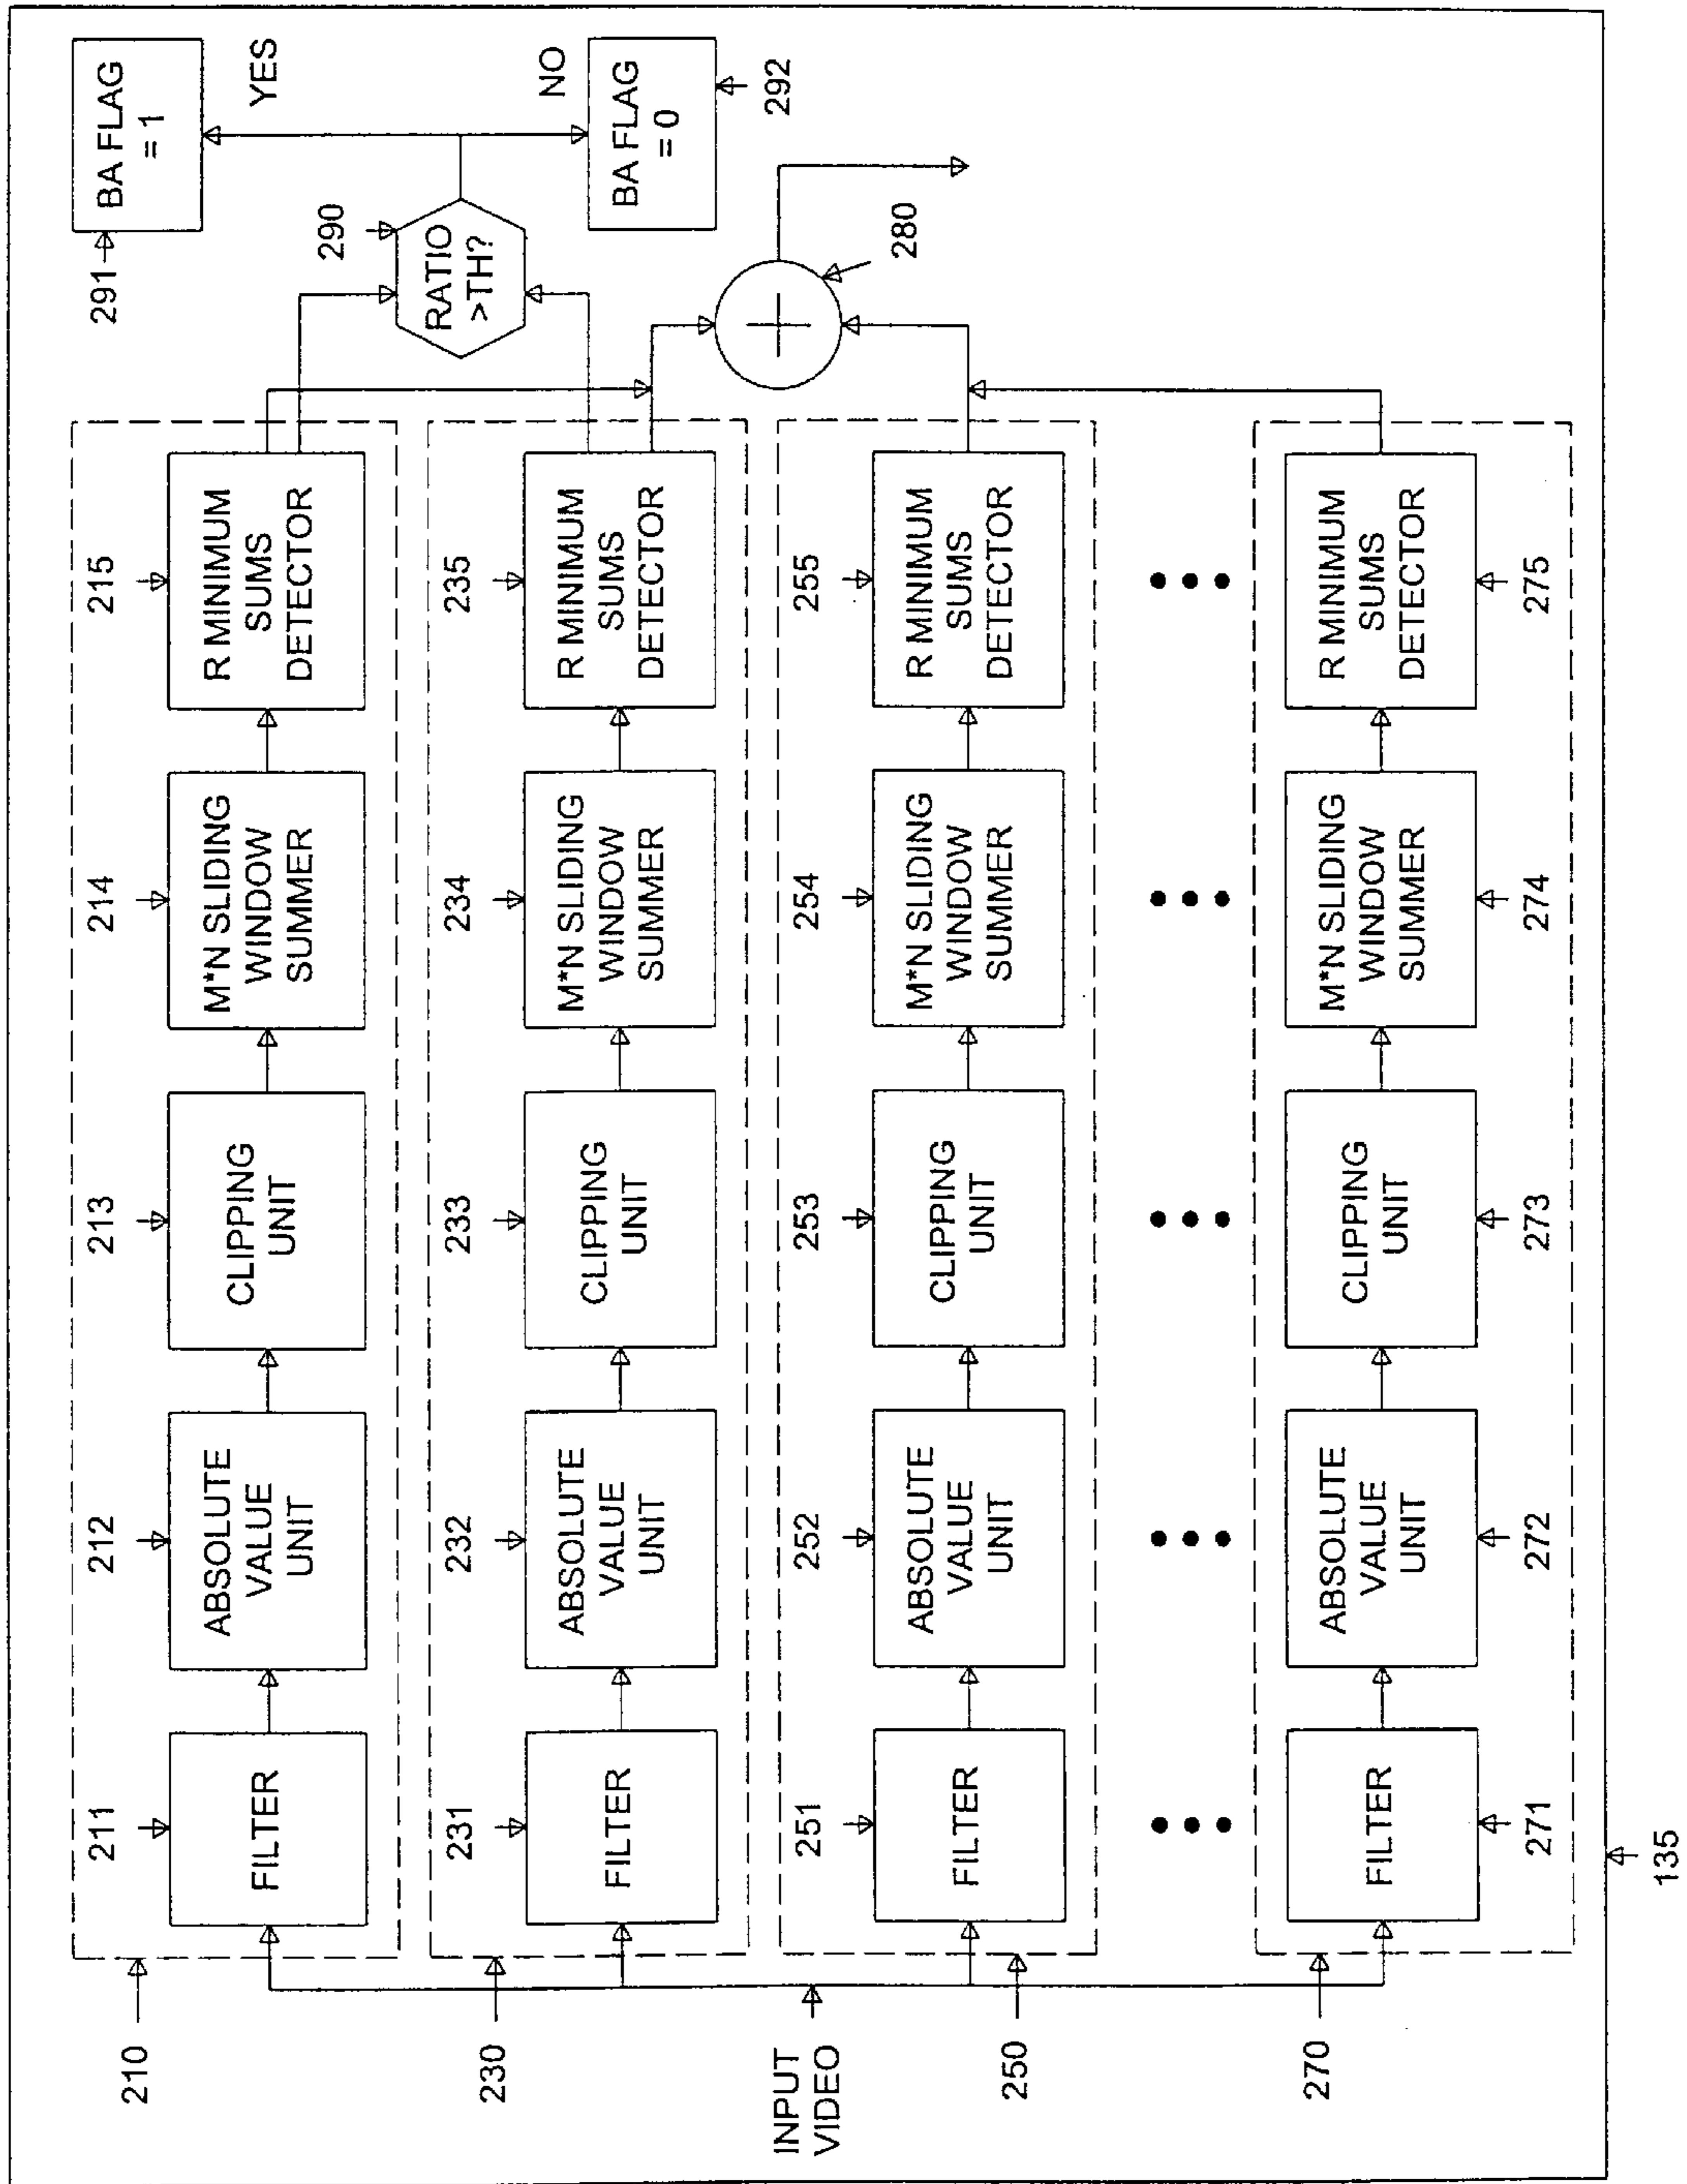 210
211
212
213
214
215
FILTER
ABSOLUTE
VALUE
UNIT
CLIPPING
UNIT
M*N SLIDING
WINDOW
SUMMER
R MINIMUM
SUMS
DETECTOR
291
BA FLAG
= 1
YES
290
RATIO
>TH?
NO
BA FLAG
= 0
292
230
231
232
233
234
235
FILTER
ABSOLUTE
VALUE
UNIT
CLIPPING
UNIT
M*N SLIDING
WINDOW
SUMMER
R MINIMUM
SUMS
DETECTOR
280
INPUT
VIDEO
250
251
252
253
254
255
FILTER
ABSOLUTE
VALUE
UNIT
CLIPPING
UNIT
M*N SLIDING
WINDOW
SUMMER
R MINIMUM
SUMS
DETECTOR
270
FILTER
ABSOLUTE
VALUE
UNIT
CLIPPING
UNIT
M*N SLIDING
WINDOW
SUMMER
R MINIMUM
SUMS
DETECTOR
271
272
273
274
275
135